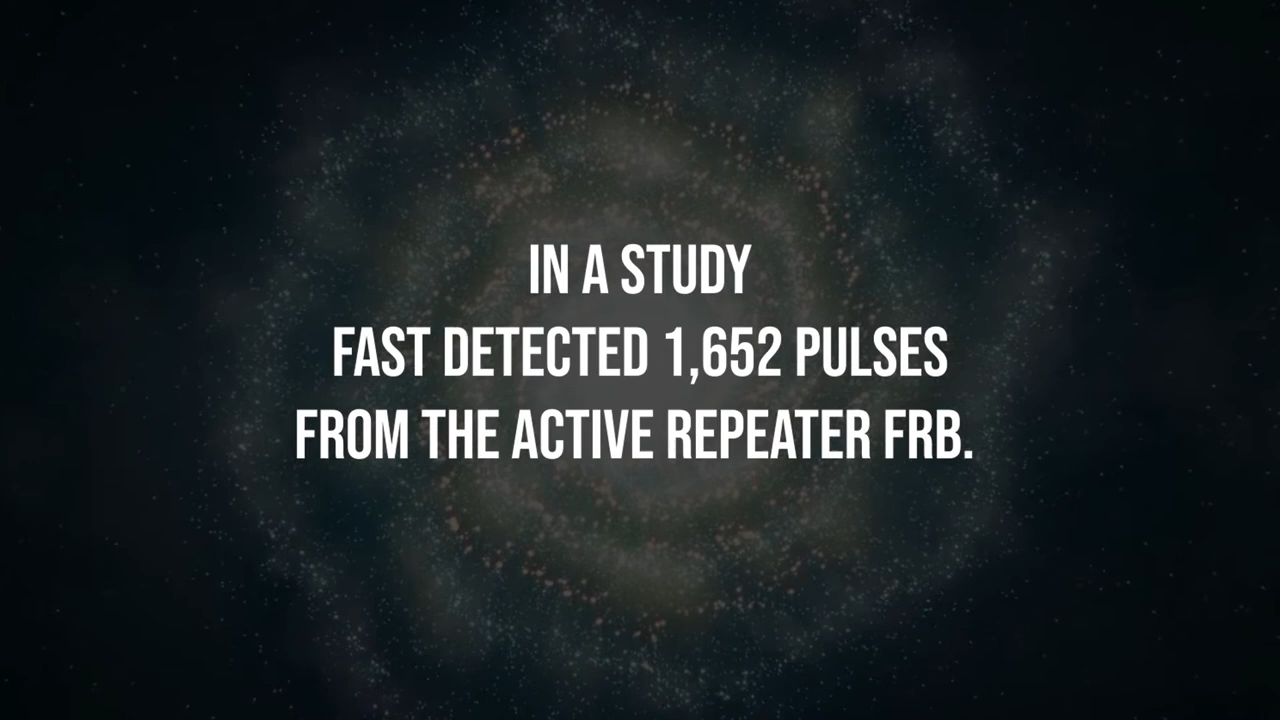 IN A STUDY
FAST DETECTED 1,652 PULSES
FROM THE ACTIVE REPEATER FRB.